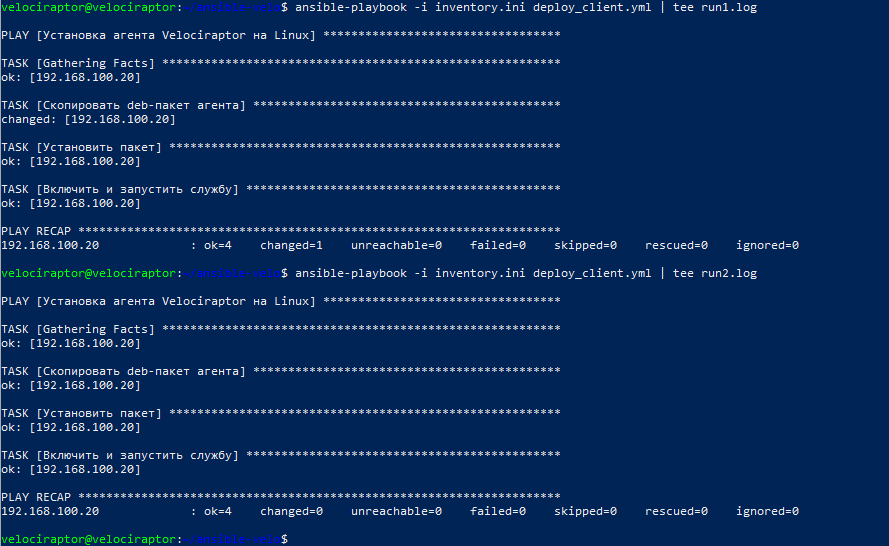 velociraptor@velociraptor:~/ansible-velo$ ansible-playbook -i inventory.ini deploy_client.yml | tee run1.log
PLAY [Установка агента Velociraptor на Linux] **********************************
TASK [Gathering Facts] *********************************************************
ok: [192.168.100.20]
TASK [Скопировать deb-пакет агента] ********************************************
changed: [192.168.100.20]
TASK [Установить пакет] ********************************************************
ok: [192.168.100.20]
TASK [Включить и запустить службу] *********************************************
ok: [192.168.100.20]
PLAY RECAP *********************************************************************
192.168.100.20             : ok=4    changed=1    unreachable=0    failed=0    skipped=0    rescued=0    ignored=0
velociraptor@velociraptor:~/ansible-velo$ ansible-playbook -i inventory.ini deploy_client.yml | tee run2.log
PLAY [Установка агента Velociraptor на Linux] **********************************
TASK [Gathering Facts] *********************************************************
ok: [192.168.100.20]
TASK [Скопировать deb-пакет агента] ********************************************
ok: [192.168.100.20]
TASK [Установить пакет] ********************************************************
ok: [192.168.100.20]
TASK [Включить и запустить службу] *********************************************
ok: [192.168.100.20]
PLAY RECAP *********************************************************************
192.168.100.20             : ok=4    changed=0    unreachable=0    failed=0    skipped=0    rescued=0    ignored=0
velociraptor@velociraptor:~/ansible-velo$